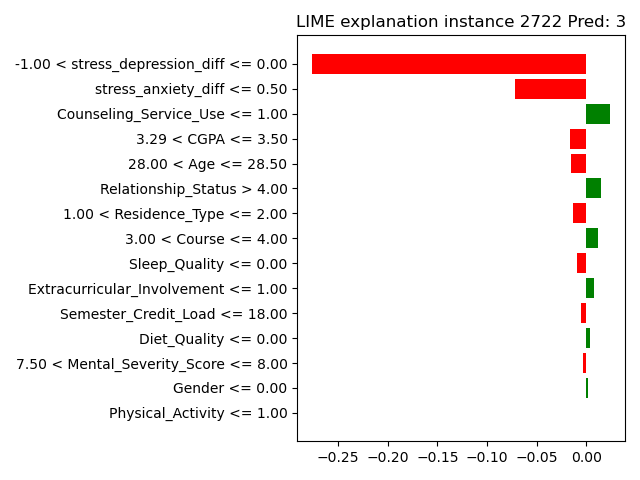 LIME explanation instance 2722 Pred: 3
-1.00 < stress_depression_diff <= 0.00
stress_anxiety_diff <= 0.50
Counseling_Service_Use <= 1.00
3.29 < CGPA <= 3.50
28.00 < Age <= 28.50
Relationship_Status > 4.00
1.00 < Residence_Type <= 2.00
3.00 < Course <= 4.00
Sleep_Quality <= 0.00
Extracurricular_Involvement <= 1.00
Semester_Credit_Load <= 18.00
Diet_Quality <= 0.00
7.50 < Mental_Severity_Score <= 8.00
Gender <= 0.00
Physical_Activity <= 1.00
−0.25 −0.20 −0.15 −0.10 −0.05 0.00